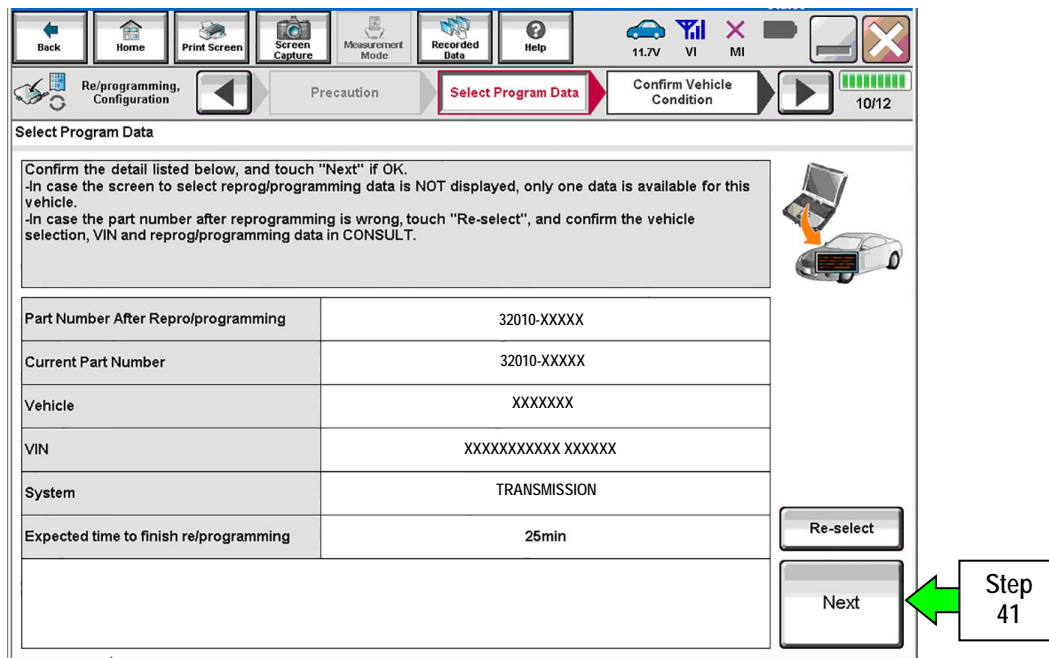 Back
Home
Print Screen
Screen
Capture
Measurement
Mode
Recorded
Data
Help
11.7V
VI
MI
Re/programming,
Configuration
Precaution
Select Program Data
Confirm Vehicle
Condition
10/12
Select Program Data
Confirm the detail listed below, and touch "Next" if OK.
-In case the screen to select reprog/programming data is NOT displayed, only one data is available for this
vehicle.
-In case the part number after reprogramming is wrong, touch "Re-select", and confirm the vehicle
selection, VIN and reprog/programming data in CONSULT.
Part Number After Repro/programming
32010-XXXXX
Current Part Number
32010-XXXXX
Vehicle
XXXXXXX
VIN
XXXXXXXXXXX XXXXXX
System
TRANSMISSION
Expected time to finish re/programming
25min
Re-select
Next
Step
41